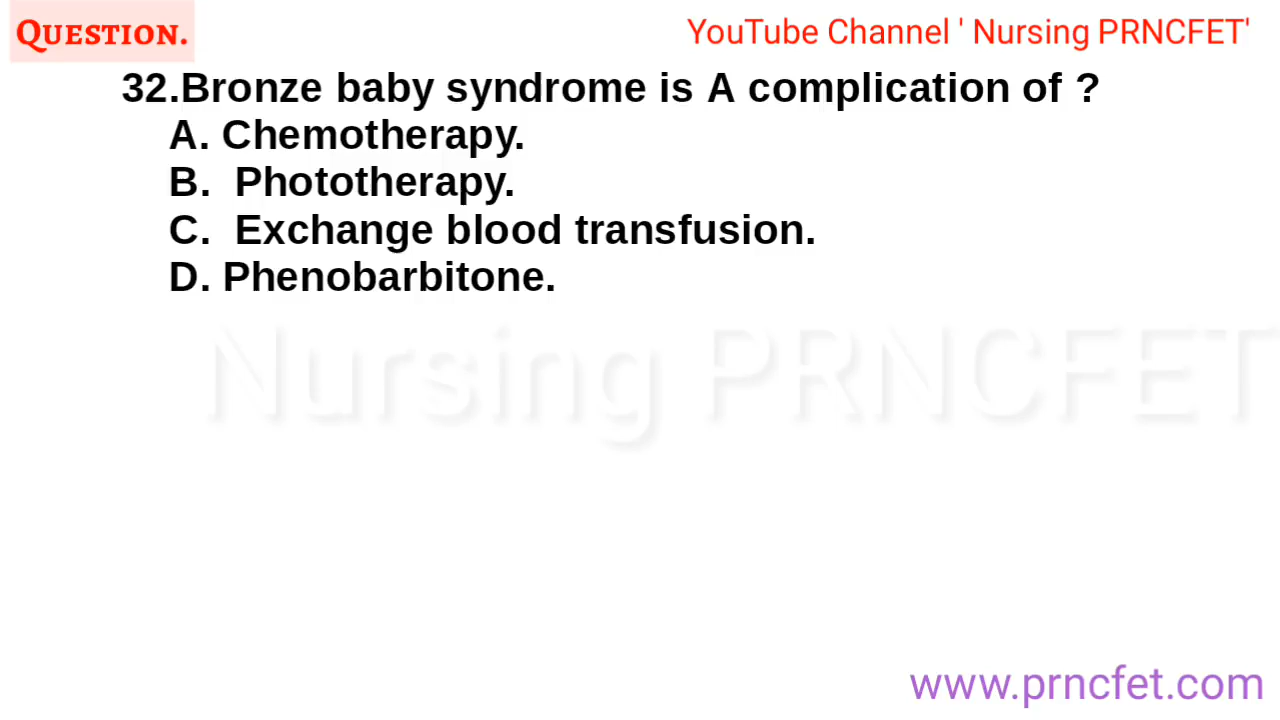 QUESTION.
YouTube Channel ' Nursing PRNCFET'
32.Bronze baby syndrome is A complication of ?
A. Chemotherapy.
B. Phototherapy.
C. Exchange blood transfusion.
D. Phenobarbitone.
Nursing PRNCFET
www.prncfet.com